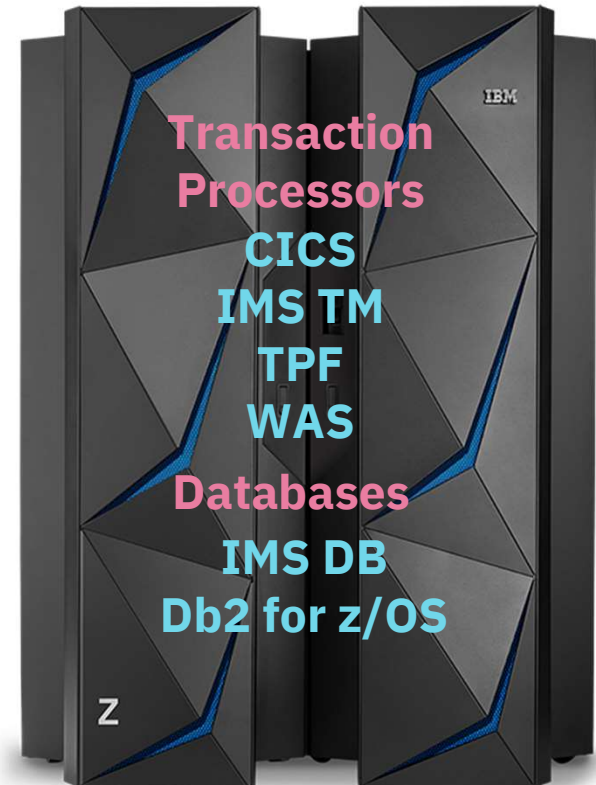 IBM
Transaction
Processors
CICS
IMS TM
TPF
WAS
Databases
IMS DB
Db2 for z/OS
Z